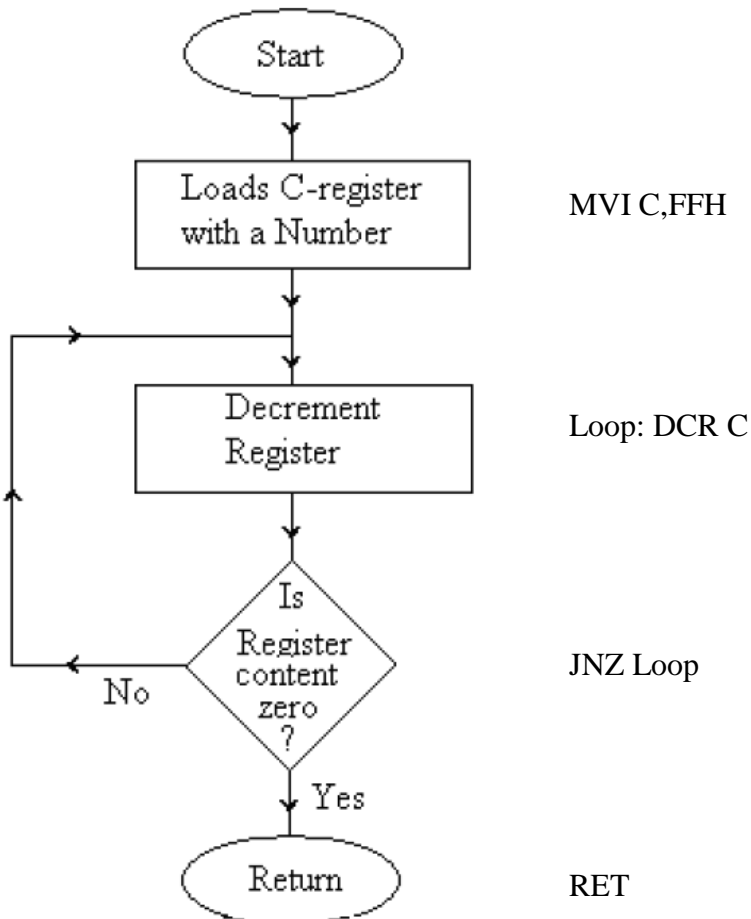 Start
Loads C-register
with a Number
MVI C,FFH
Decrement
Register
Loop: DCR C
Is
Register
content
zero
?
No
JNZ Loop
Yes
Return
RET